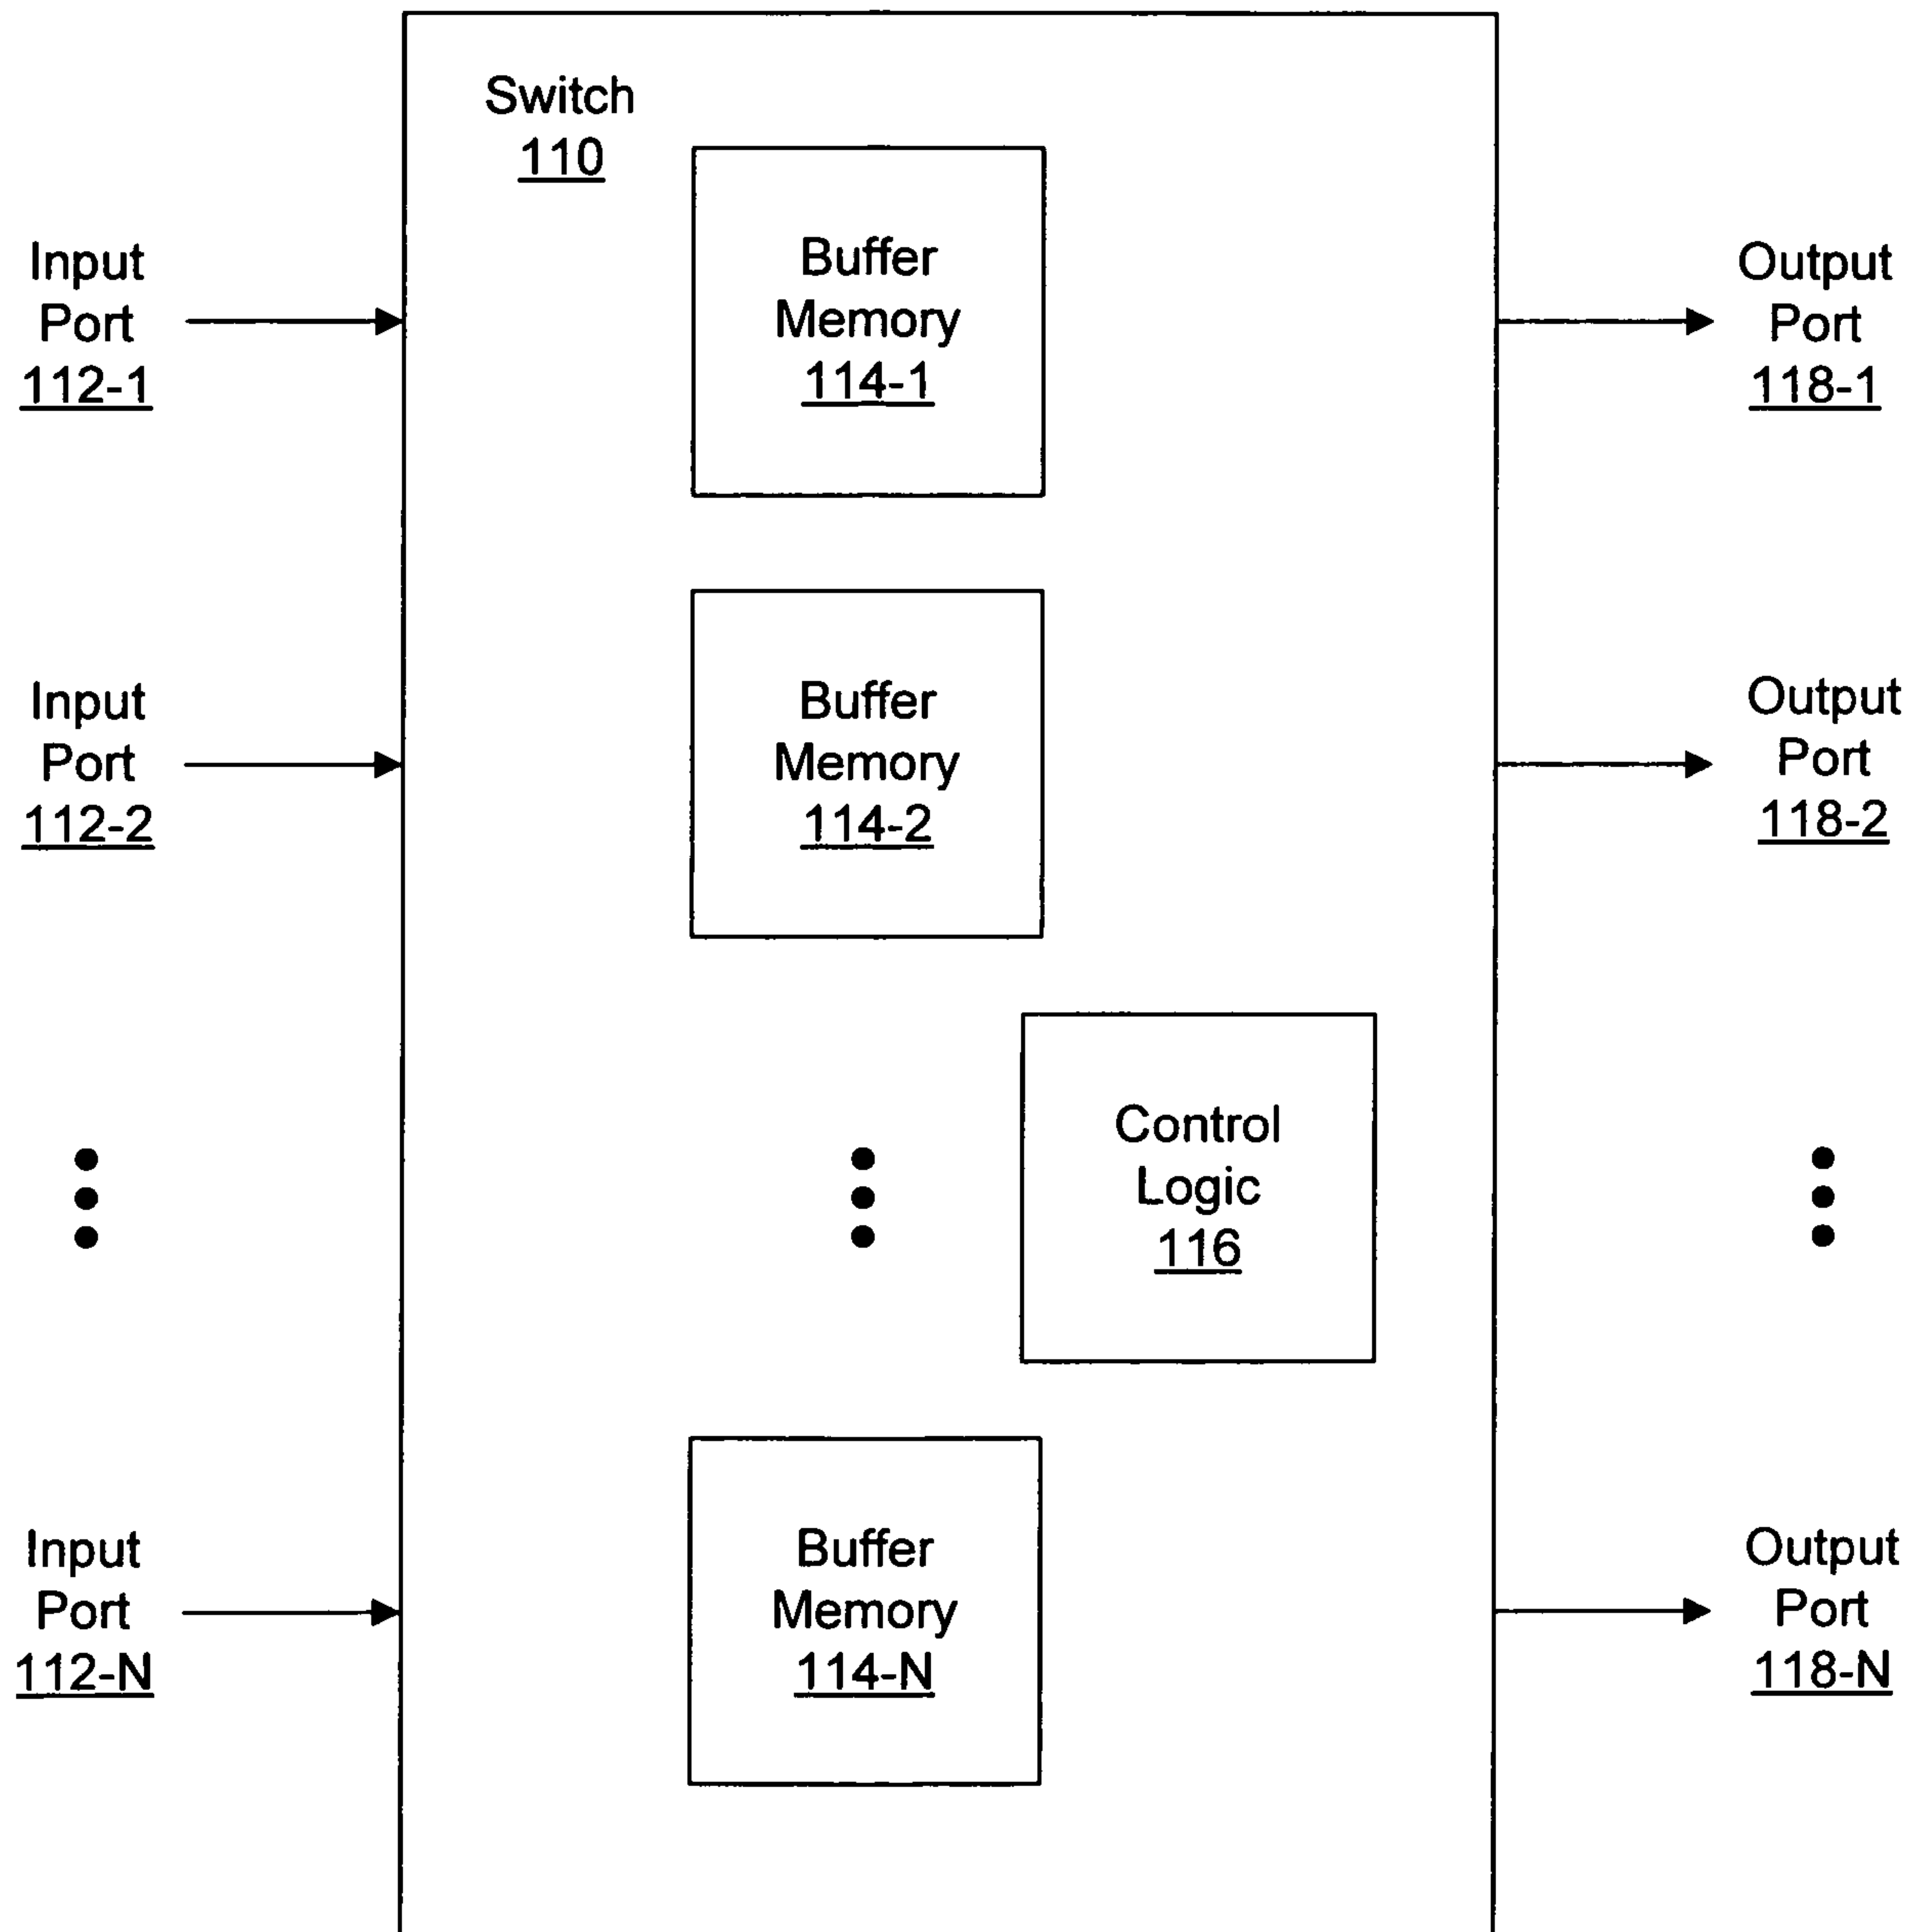 Switch
110
Input
Port
112-1
Buffer
Memory
114-1
Output
Port
118-1
Input
Port
112-2
Buffer
Memory
114-2
Output
Port
118-2
Control
Logic
116
Input
Port
112-N
Buffer
Memory
114-N
Output
Port
118-N